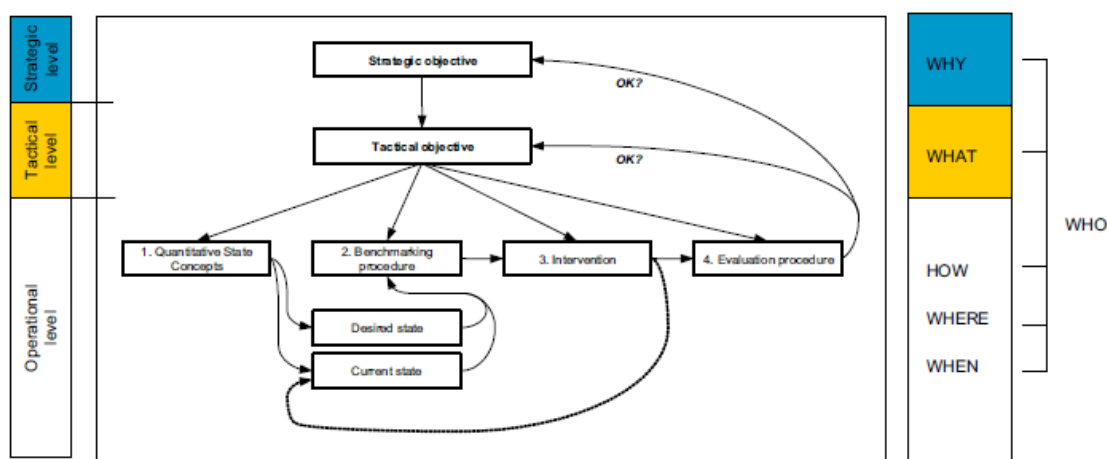 Strategic
level
Tactical
level
Operational
level
Strategic objective
OK?
Tactical objective
OK?
1. Quantitative State
Concepts
2. Benchmarking
procedure
3. Intervention
4. Evaluation procedure
Desired state
Current state
WHY
WHAT
HOW
WHERE
WHEN
WHO